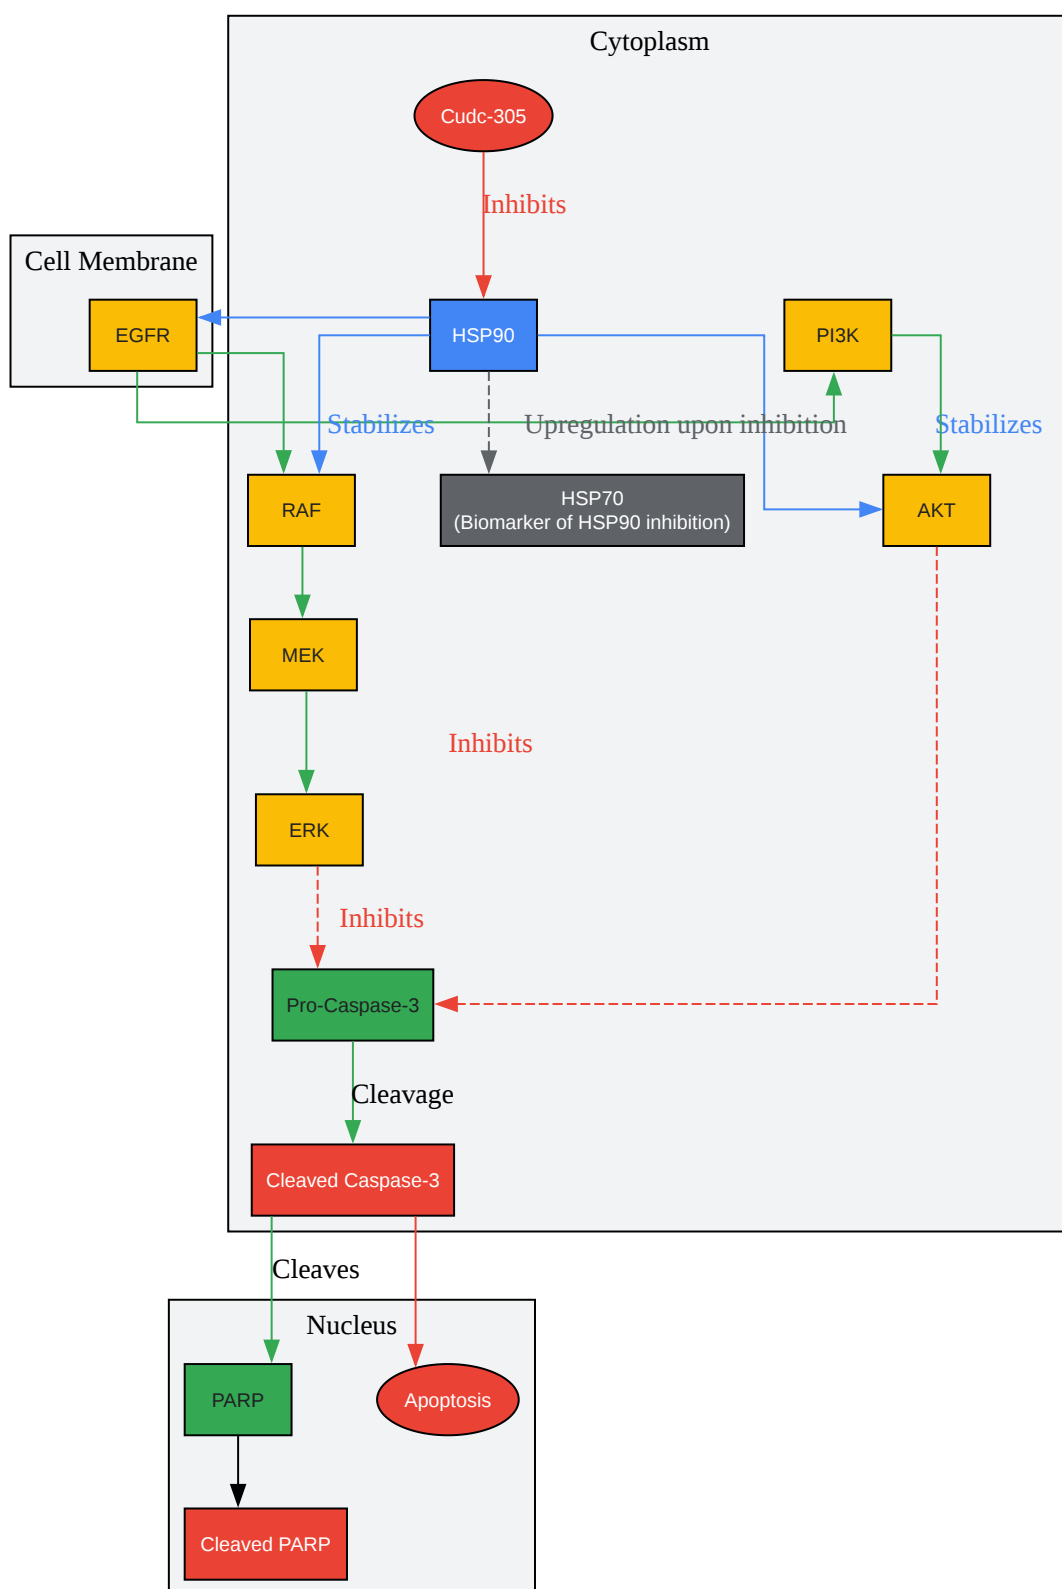 Cytoplasm
Cudc-305
Inhibits
Cell Membrane
EGFR
HSP90
PI3K
Stabilizes
Upregulation upon inhibition
Stabilizes
RAF
HSP70
(Biomarker of HSP90 inhibition)
AKT
MEK
Inhibits
ERK
Inhibits
Pro-Caspase-3
Cleavage
Cleaved Caspase-3
Cleaves
Nucleus
PARP
Apoptosis
Cleaved PARP